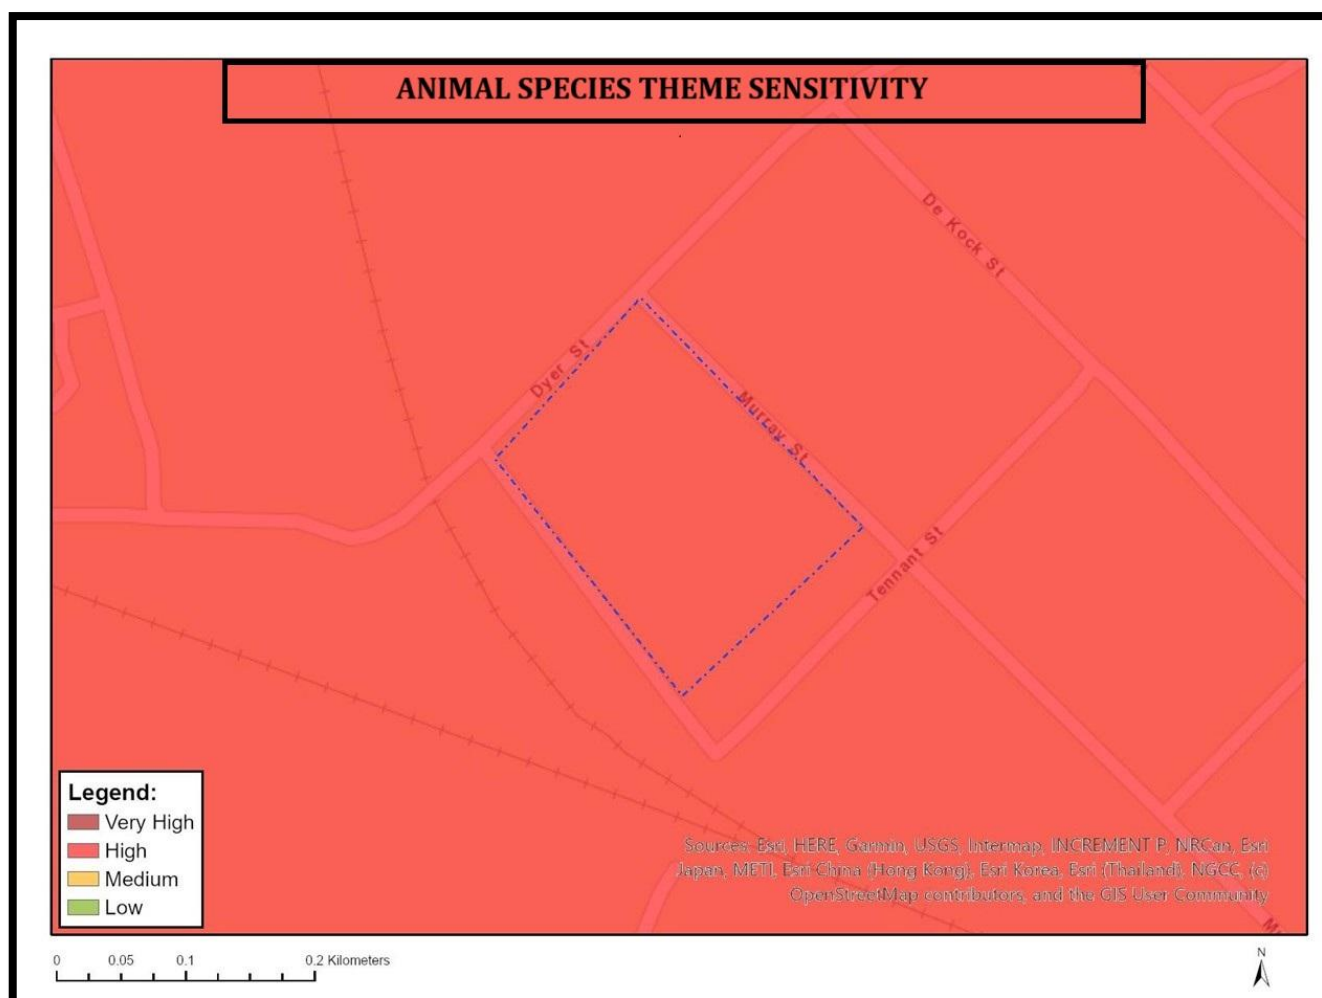 ANIMAL SPECIES THEME SENSITIVITY
De Kock St
Dyer St
Murray St
Tennant St
Legend:
Very High
High
Medium
Low
Sources: Esri, HERE, Garmin, USGS, Intermap, INCREMENT P, NRCan, Esri
Japan, METI, Esri China (Hong Kong), Esri Korea, Esri (Thailand), NGCC, (c)
OpenStreetMap contributors, and the GIS User Community
0 0.05 0.1 0.2 Kilometers
N